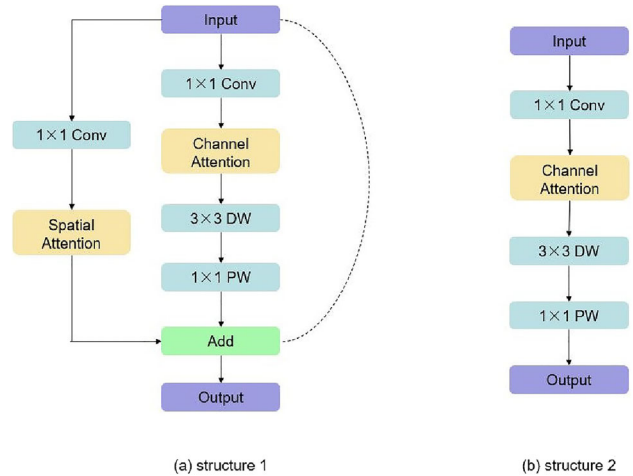 Input
1×1 Conv
1×1 Conv
Channel
Attention
Spatial
Attention
3×3 DW
1×1 PW
Add
Output
(a) structure 1
Input
1×1 Conv
Channel
Attention
3×3 DW
1×1 PW
Output
(b) structure 2